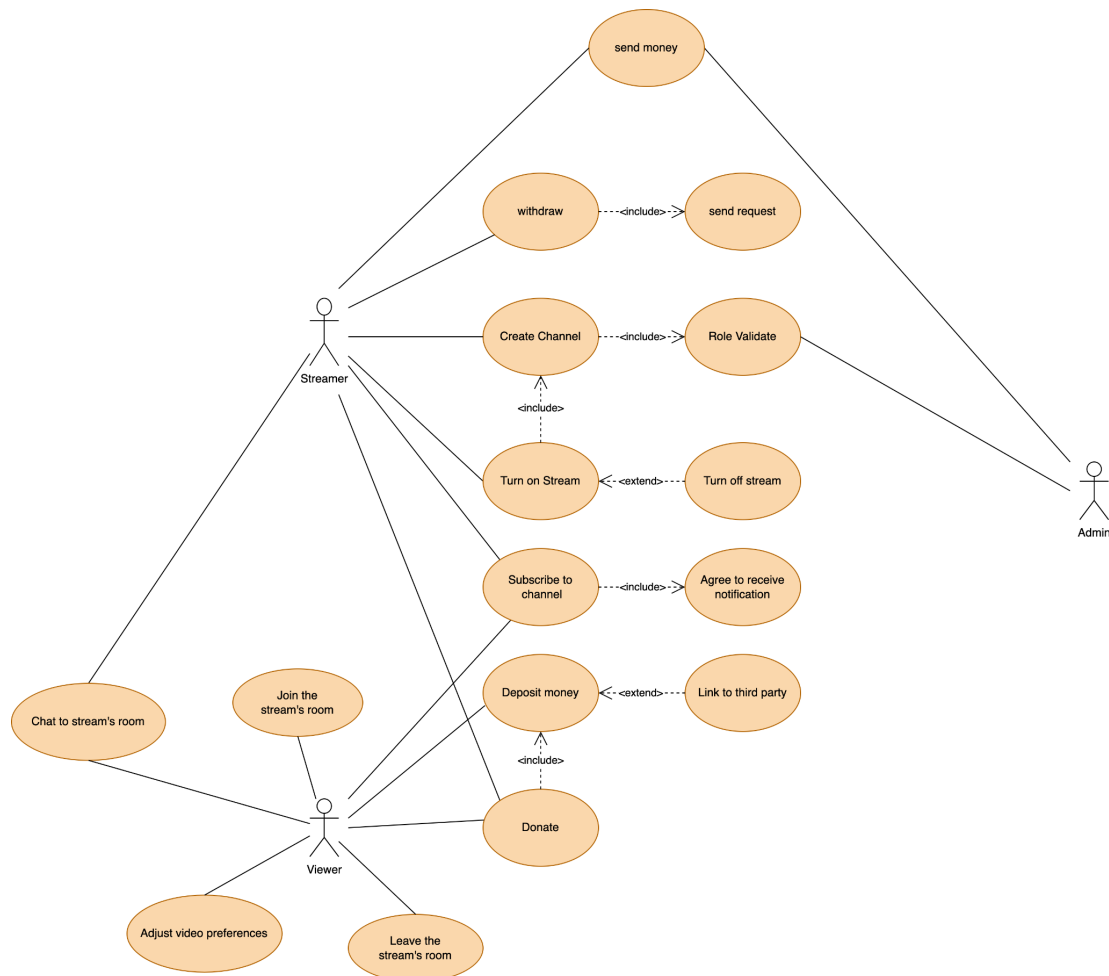 send money
withdraw
<include>
send request
Create Channel
<include>
Role Validate
Streamer
<include>
Turn on Stream
<extend>
Turn off stream
Admin
Subscribe to
channel
<include>
Agree to receive
notification
Join the
stream's room
Deposit money
<extend>
Link to third party
Chat to stream's room
<include>
Donate
Viewer
Adjust video preferences
Leave the
stream's room